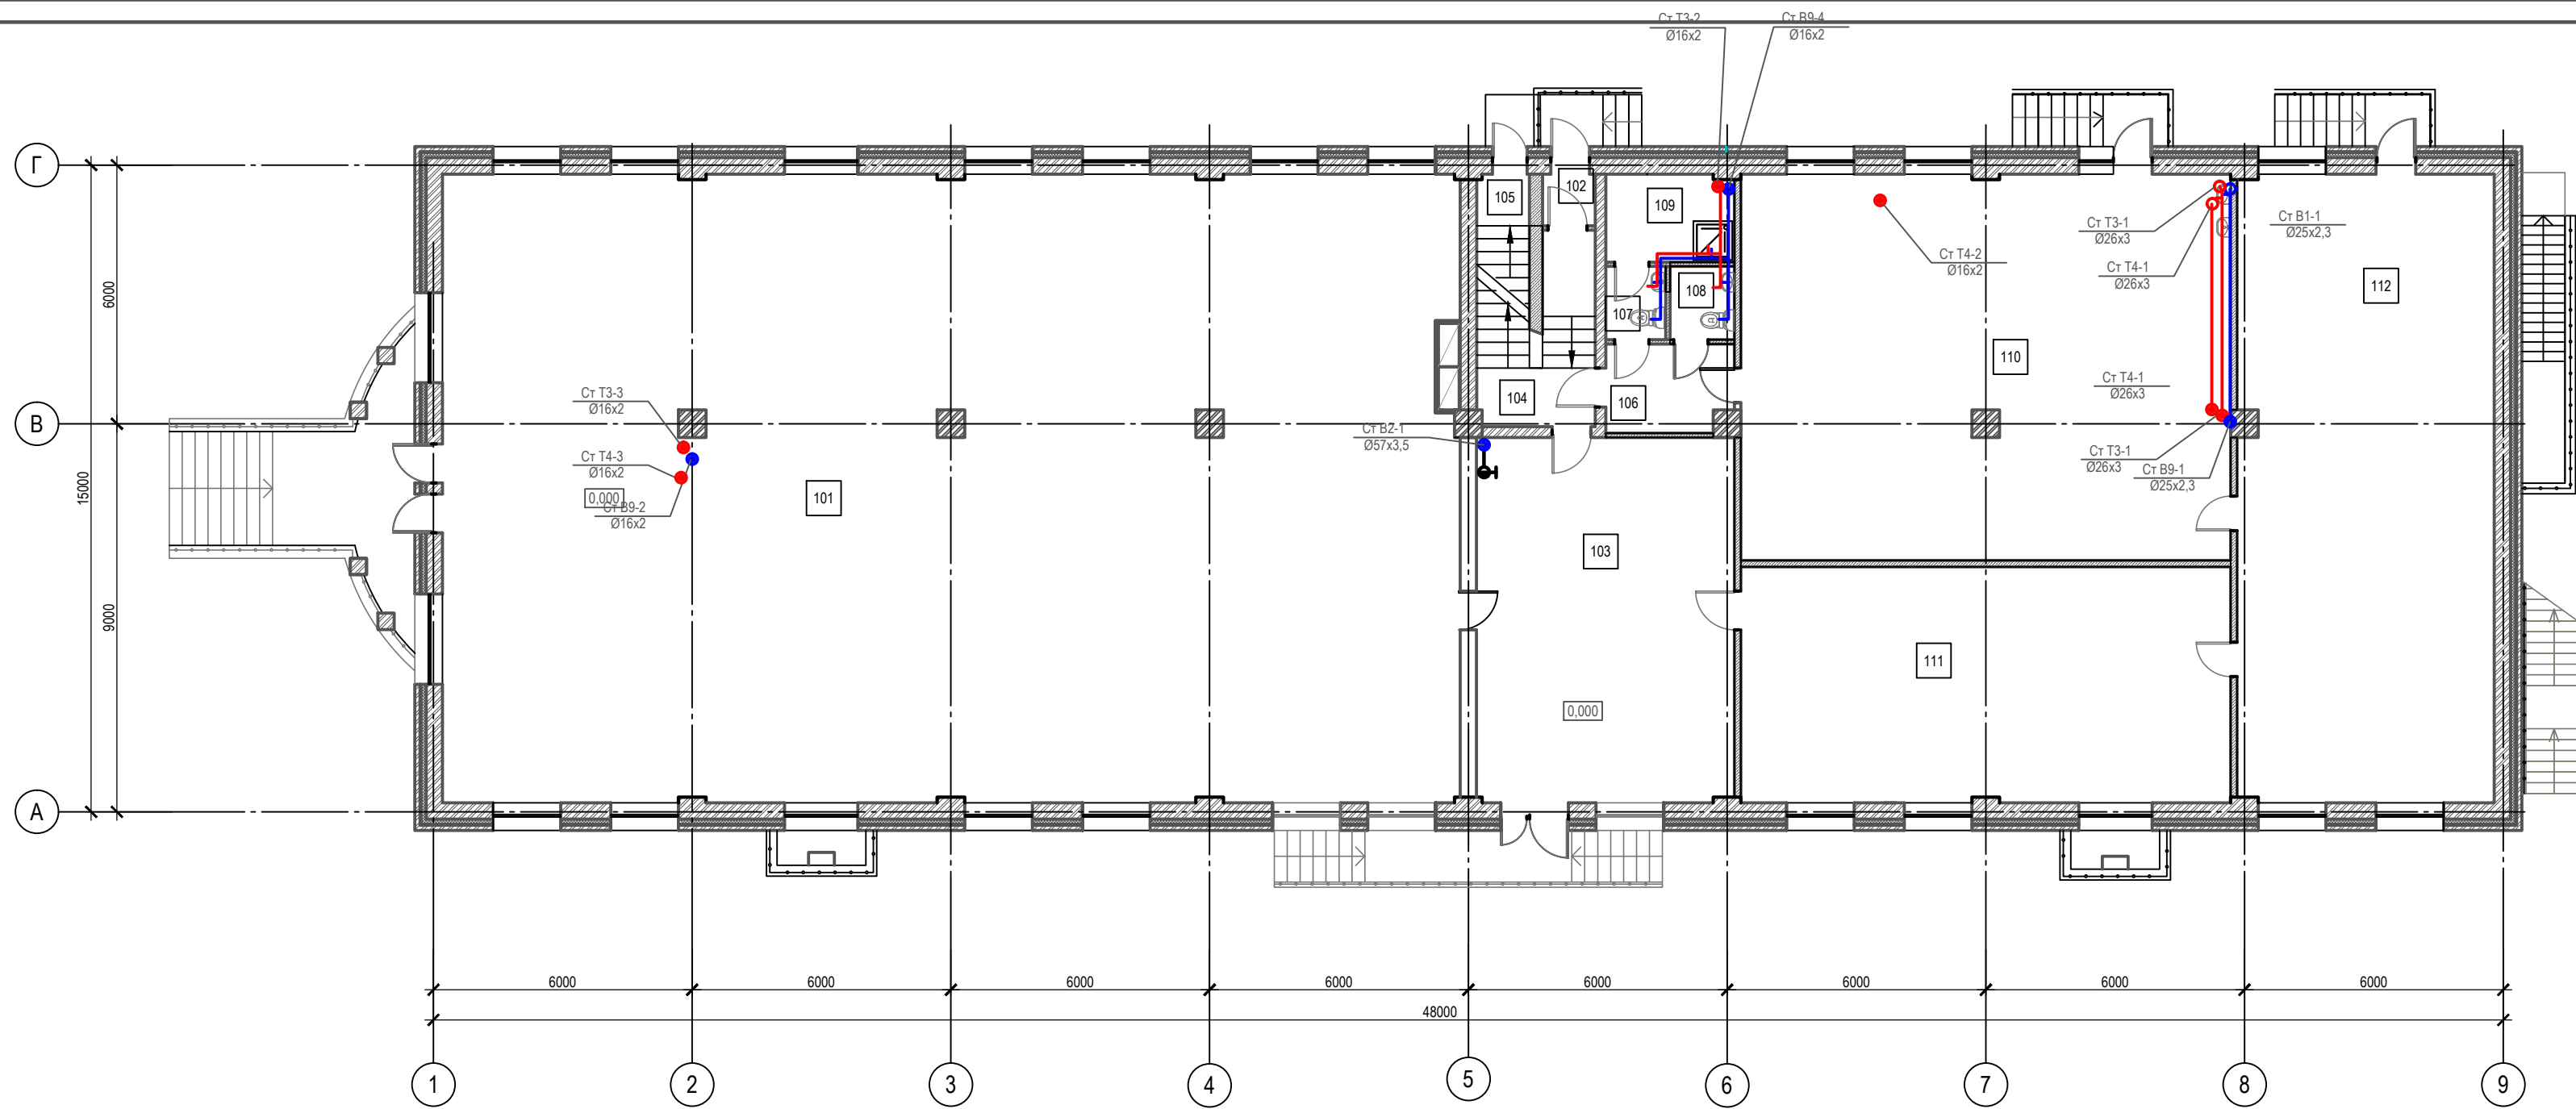 Ст Т3-2
Ø16х2
Ст В9-4
Ø16х2
Г
105
102
109
Ст Т4-2
Ø16х2
Ст Т3-1
Ø26х3
Ст Т4-1
Ø26х3
Ст В1-1
Ø25х2,3
112
6000
108
107
110
В
Ст Т3-3
Ø16х2
Ст Т4-3
Ø16х2
0,000
Ст В9-2
Ø16х2
101
104
106
Ст В2-1
Ø57х3,5
Ст Т4-1
Ø26х3
Ст Т3-1
Ø26х3
Ст В9-1
Ø25х2,3
15000
9000
103
111
0,000
А
6000
6000
6000
6000
6000
6000
6000
6000
48000
1
2
3
4
5
6
7
8
9